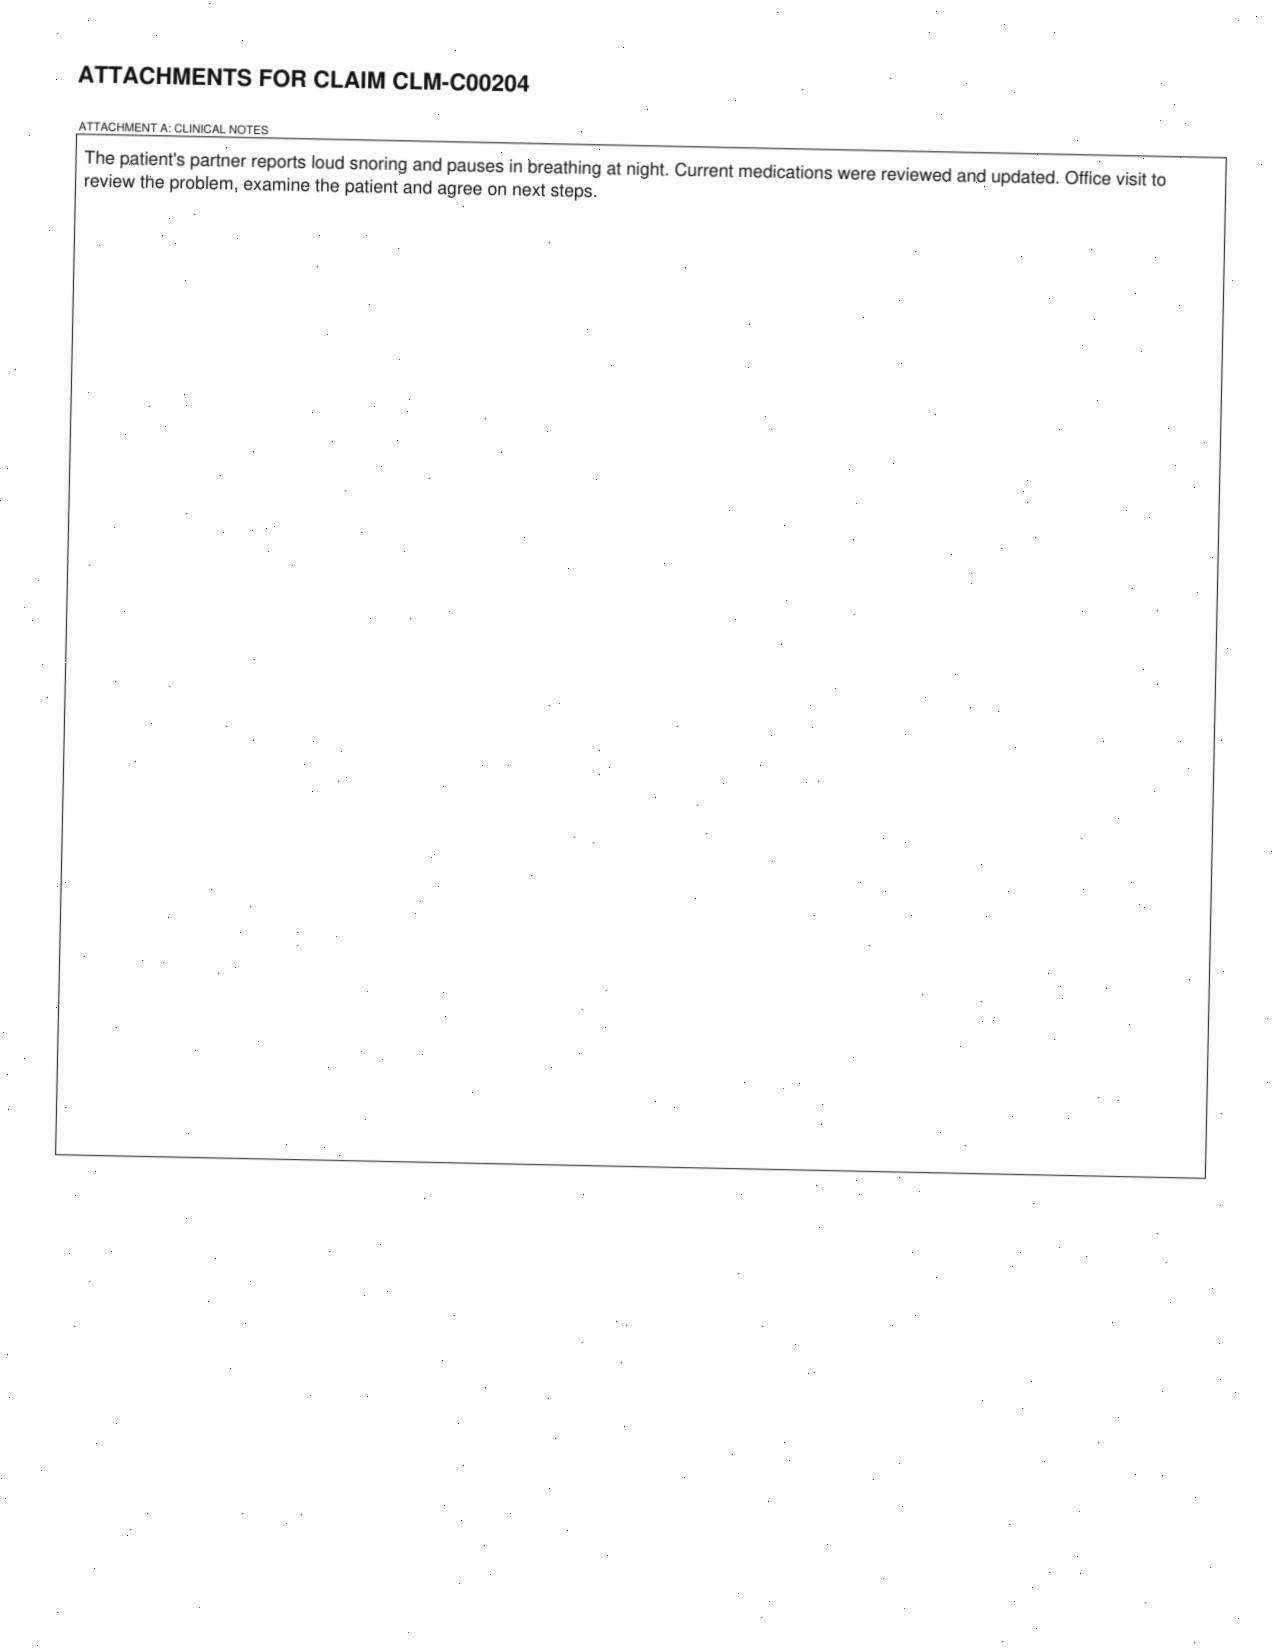 ATTACHMENTS FOR CLAIM CLM-C00204
ATTACHMENT A: CLINICAL NOTES
The patient's partner reports loud snoring and pauses in breathing at night. Current medications were reviewed and updated. Office visit to
review the problem, examine the patient and agree on next steps.